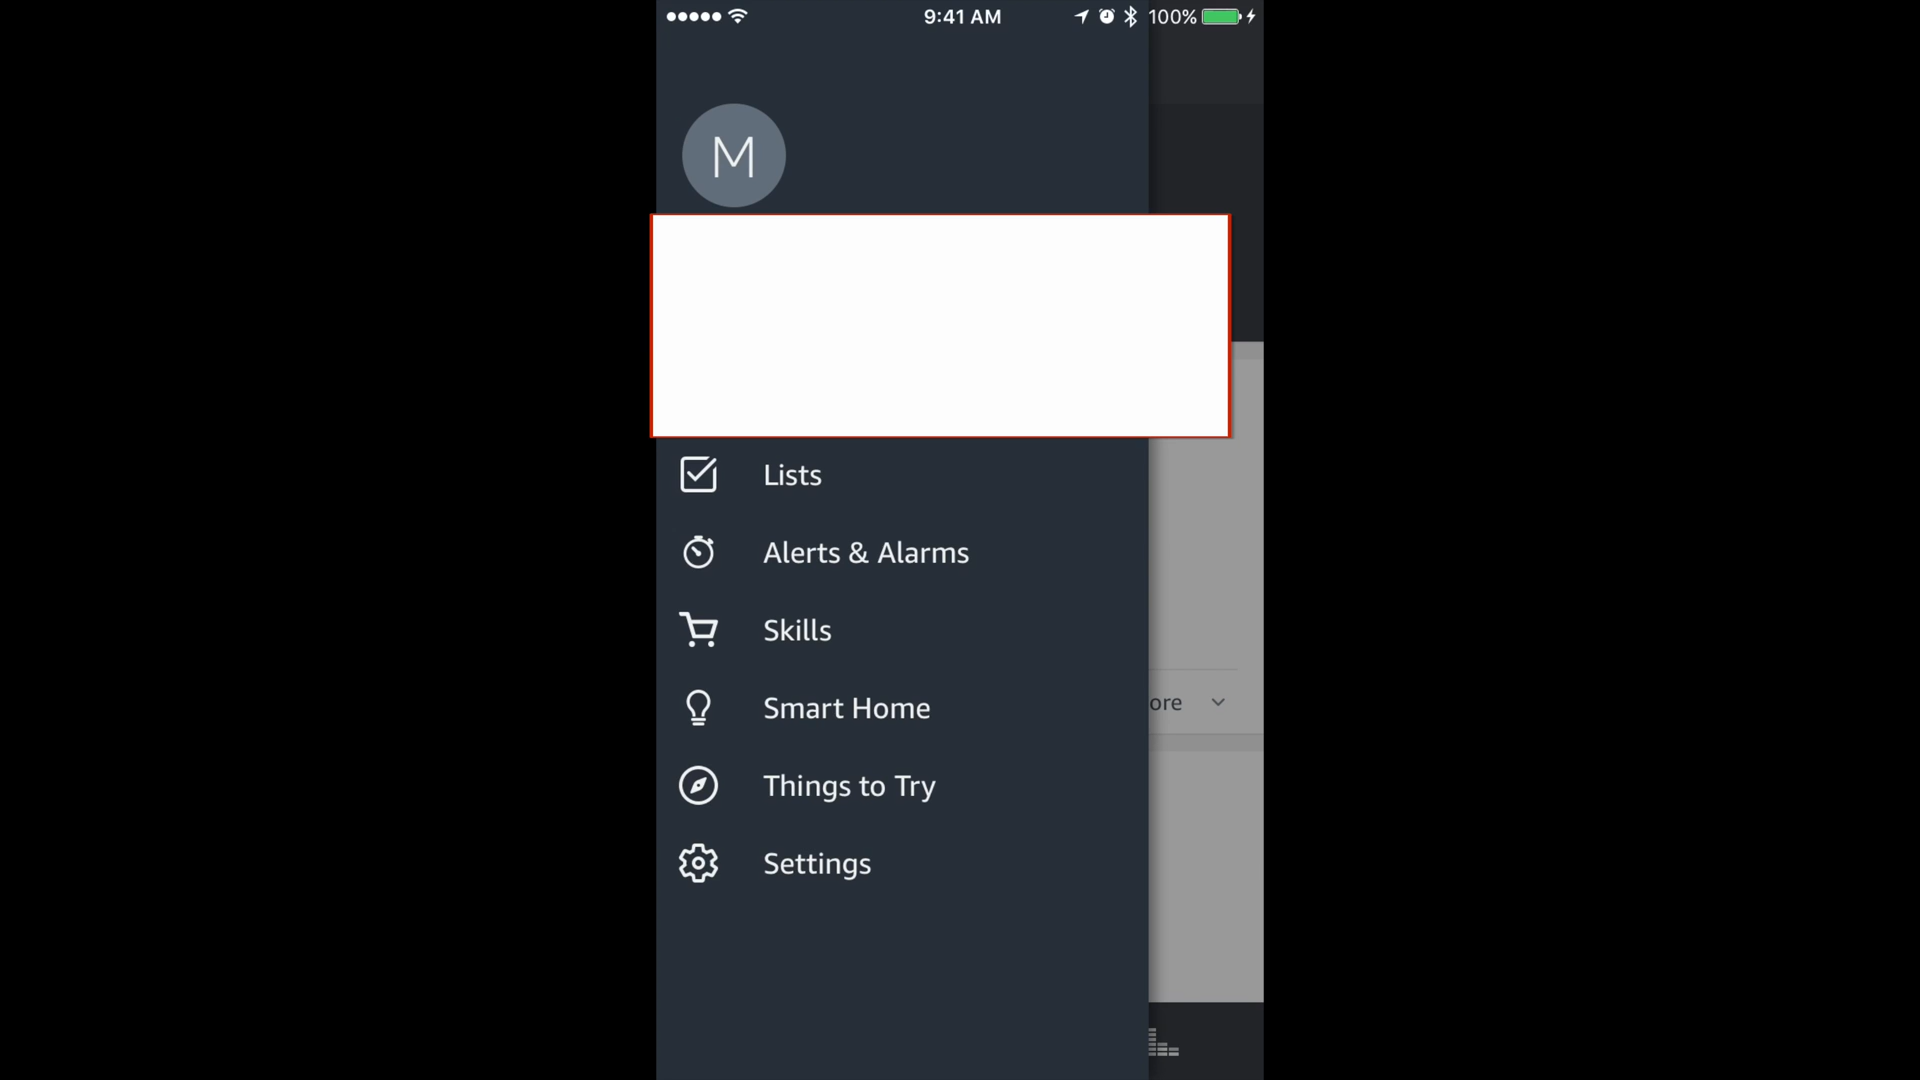 9:41 AM 100%
M
Lists
Alerts & Alarms
Skills
ore
Smart Home
Things to Try
Settings